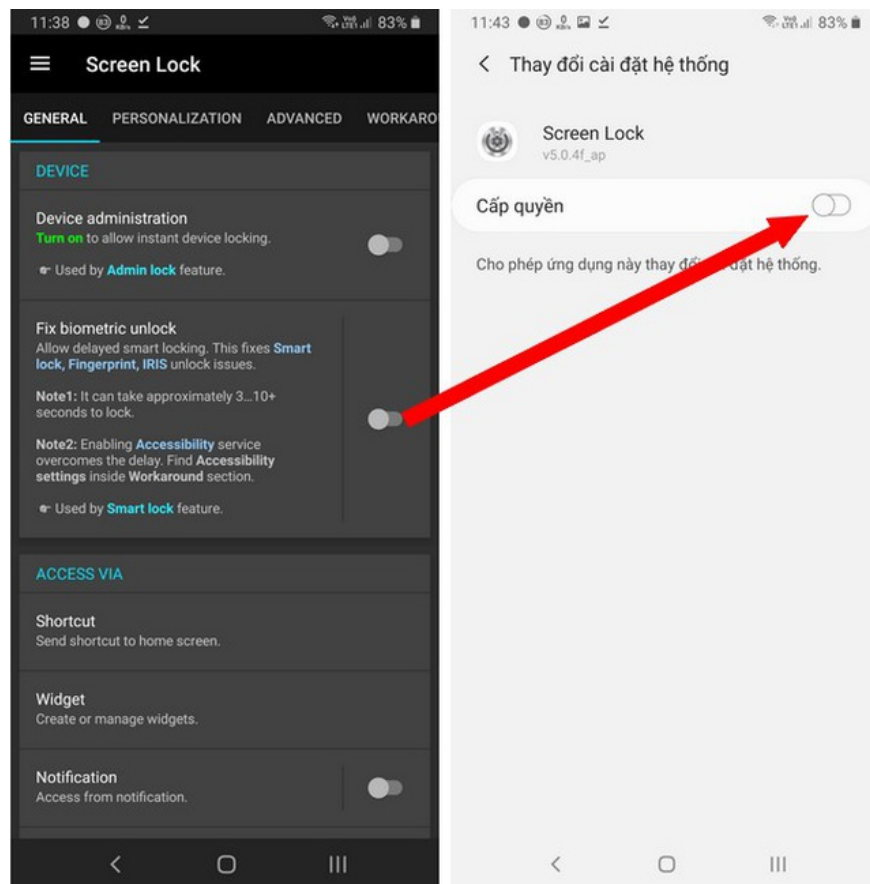 11:38 83%
Screen Lock
GENERAL PERSONALIZATION ADVANCED WORKARO
DEVICE
Device administration
Turn on to allow instant device locking.
☛ Used by Admin lock feature.
Fix biometric unlock
Allow delayed smart locking. This fixes Smart
lock, Fingerprint, IRIS unlock issues.
Note1: It can take approximately 3...10+
seconds to lock.
Note2: Enabling Accessibility service
overcomes the delay. Find Accessibility
settings inside Workaround section.
☛ Used by Smart lock feature.
ACCESS VIA
Shortcut
Send shortcut to home screen.
Widget
Create or manage widgets.
Notification
Access from notification.
11:43 83%
Thay đổi cài đặt hệ thống
Screen Lock
v5.0.4f_ap
Cấp quyền
Cho phép ứng dụng này thay đặt hệ thống.